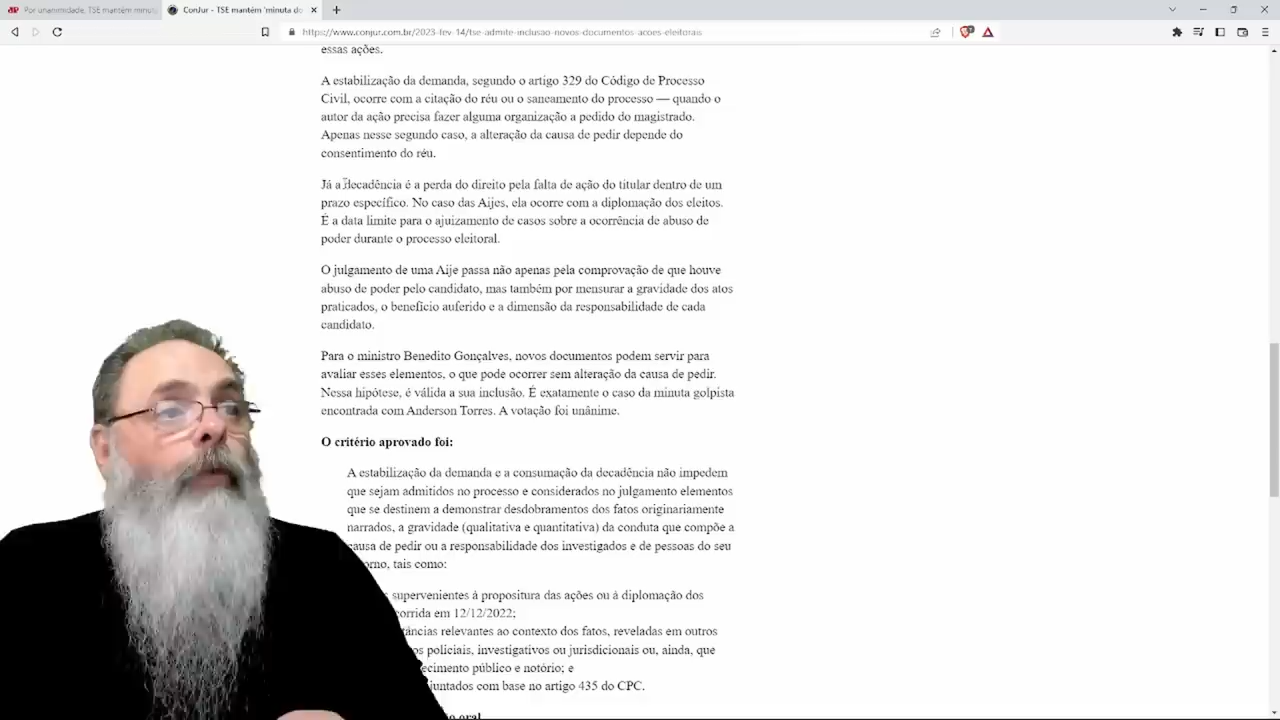 Por unanimidade, TSE mantém minut
ConJur - TSE mantém 'minuta do
https://www.conjur.com.br/2023-fev-14/tse-admite-inclusao-novos-documentos-acoes-eleitorais
essas ações.
A estabilização da demanda, segundo o artigo 329 do Código de Processo
Civil, ocorre com a citação do réu ou o saneamento do processo — quando o
autor da ação precisa fazer alguma organização a pedido do magistrado.
Apenas nesse segundo caso, a alteração da causa de pedir depende do
consentimento do réu.
Já a decadência é a perda do direito pela falta de ação do titular dentro de um
prazo específico. No caso das Aijes, ela ocorre com a diplomação dos eleitos.
É a data limite para o ajuizamento de casos sobre a ocorrência de abuso de
poder durante o processo eleitoral.
O julgamento de uma Aije passa não apenas pela comprovação de que houve
abuso de poder pelo candidato, mas também por mensurar a gravidade dos atos
praticados, o benefício auferido e a dimensão da responsabilidade de cada
candidato.
Para o ministro Benedito Gonçalves, novos documentos podem servir para
avaliar esses elementos, o que pode ocorrer sem alteração da causa de pedir.
Nessa hipótese, é válida a sua inclusão. É exatamente o caso da minuta golpista
encontrada com Anderson Torres. A votação foi unânime.
O critério aprovado foi:
A estabilização da demanda e a consumação da decadência não impedem
que sejam admitidos no processo e considerados no julgamento elementos
que se destinem a demonstrar desdobramentos dos fatos originariamente
narrados, a gravidade (qualitativa e quantitativa) da conduta que compõe a
causa de pedir ou a responsabilidade dos investigados e de pessoas do seu
orno, tais como:
s supervenientes à propositura das ações ou à diplomação dos
corrida em 12/12/2022;
tâncias relevantes ao contexto dos fatos, reveladas em outros
os policiais, investigativos ou jurisdicionais ou, ainda, que
ecimento público e notório; e
juntados com base no artigo 435 do CPC.
oral